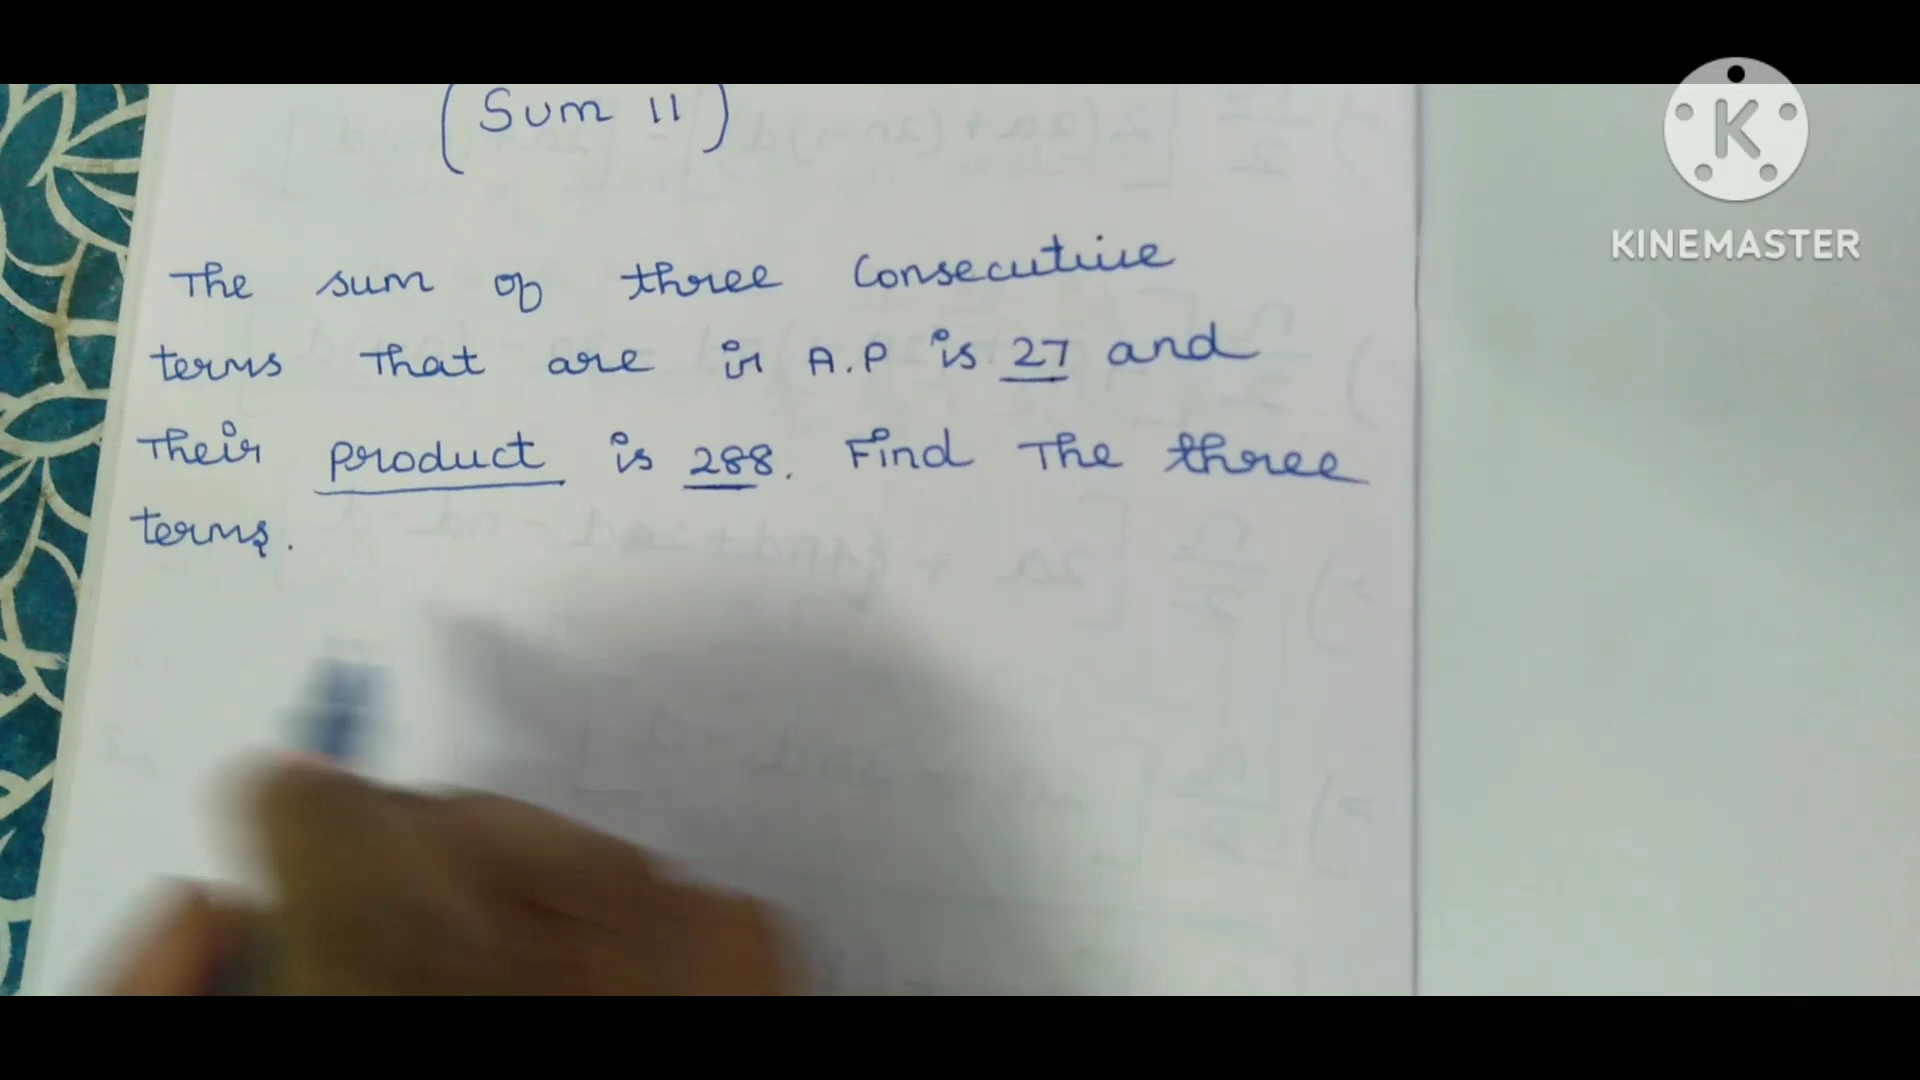 (Sum 11)
K
KINEMASTER
The sum of three Consecutive
terms That are in A.P is 27 and
Their product is 288. Find The three
terms.